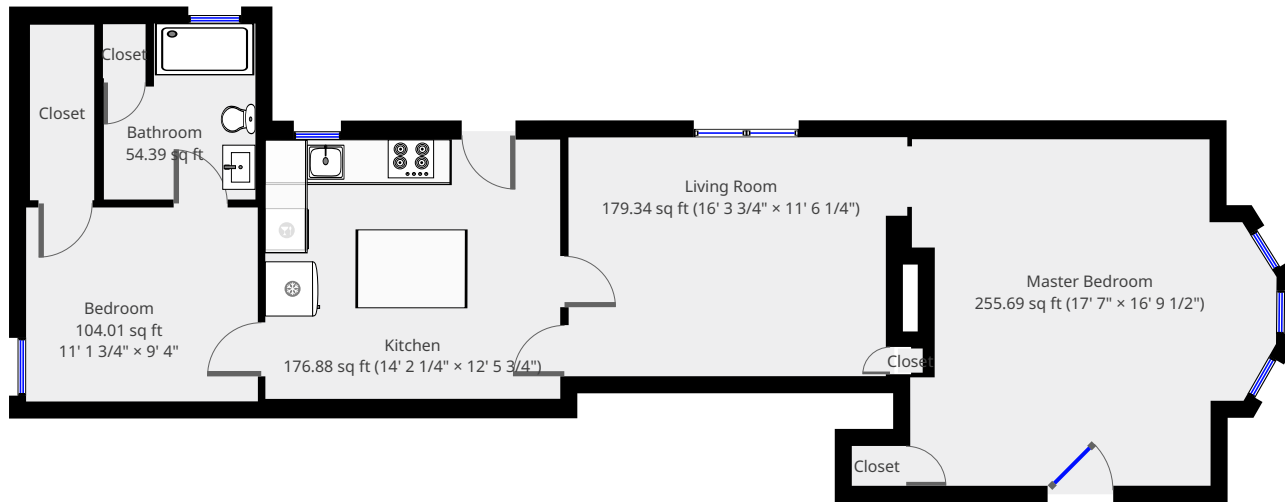 Closet
Closet
Bathroom
54.39 sq ft
Living Room
179.34 sq ft (16' 3 3/4" × 11' 6 1/4")
Master Bedroom
255.69 sq ft (17' 7" × 16' 9 1/2")
Bedroom
104.01 sq ft
11' 1 3/4" × 9' 4"
Kitchen
176.88 sq ft (14' 2 1/4" × 12' 5 3/4")
Closet
Closet